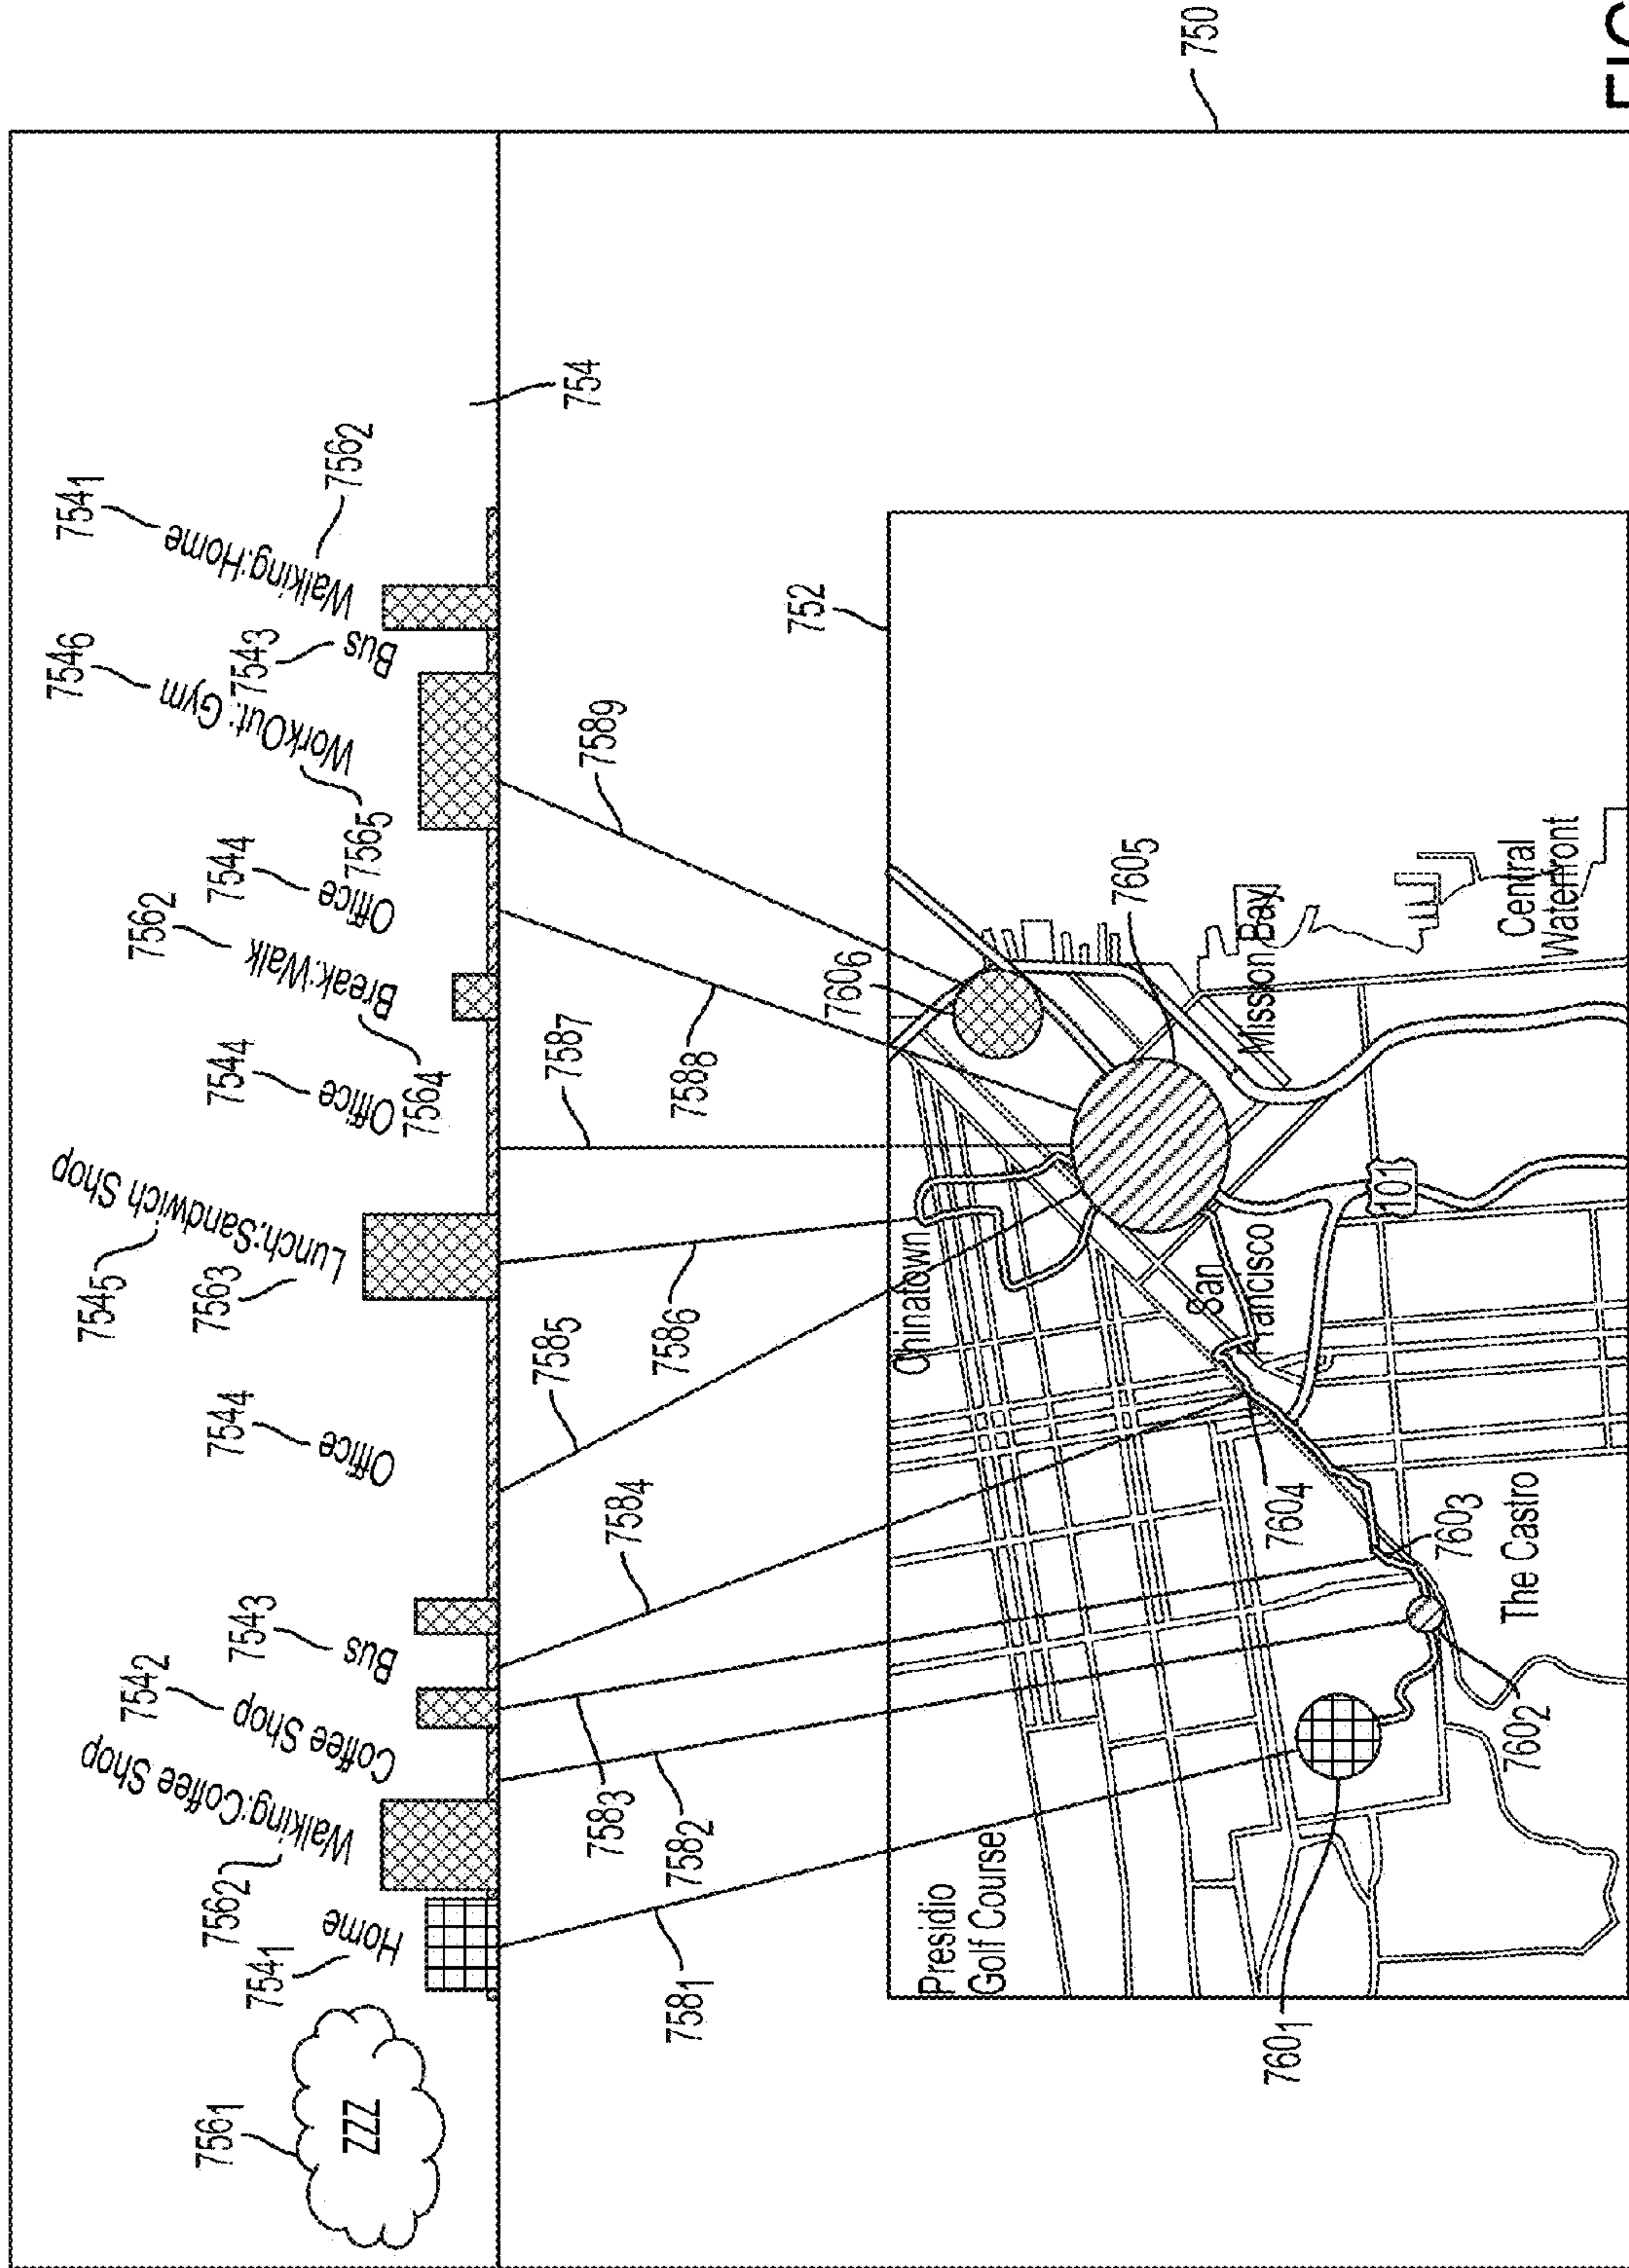 756₁
ZZZ
754₁
Home
756₂
Walking:Coffee Shop
754₂
Coffee Shop
754₃
Bus
754₄
Office
754₅
756₃
Lunch:Sandwich Shop
754₄
Office
756₄
756₂
Break:Walk
754₄
Office
756₅
754₆
WorkOut: Gym
754₃
Bus
754₁
Walking:Home
756₂
754
758₁
758₂
758₃
758₄
758₅
758₆
758₇
758₈
758₉
752
750
Presidio
Golf Course
Chinatown
San
Francisco
101
Mission Bay
Central
Waterfront
The Castro
760₁
760₂
760₃
760₄
760₅
760₆